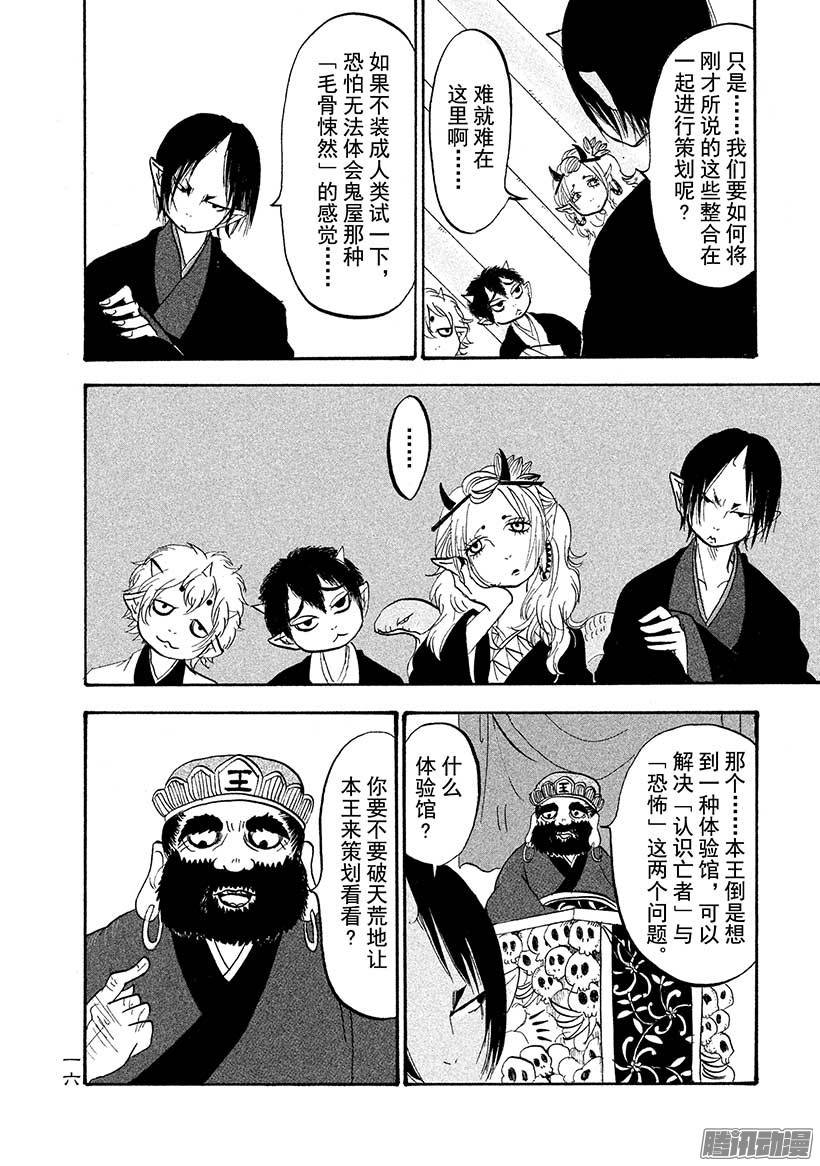 只是……我们要如何将
刚才所说的这些整合在
一起进行策划呢？
难就难在
这里啊……
如果不装成人类试一下，
恐怕无法体会鬼屋那种
「毛骨悚然」的感觉……
……
那个……本王倒是想
到一种体验馆，可以
解决「认识亡者」与
「恐怖」这两个问题。
什么
体验馆？
王
你要不要破天荒地让
本王来策划看看？
王
一六
腾讯动漫